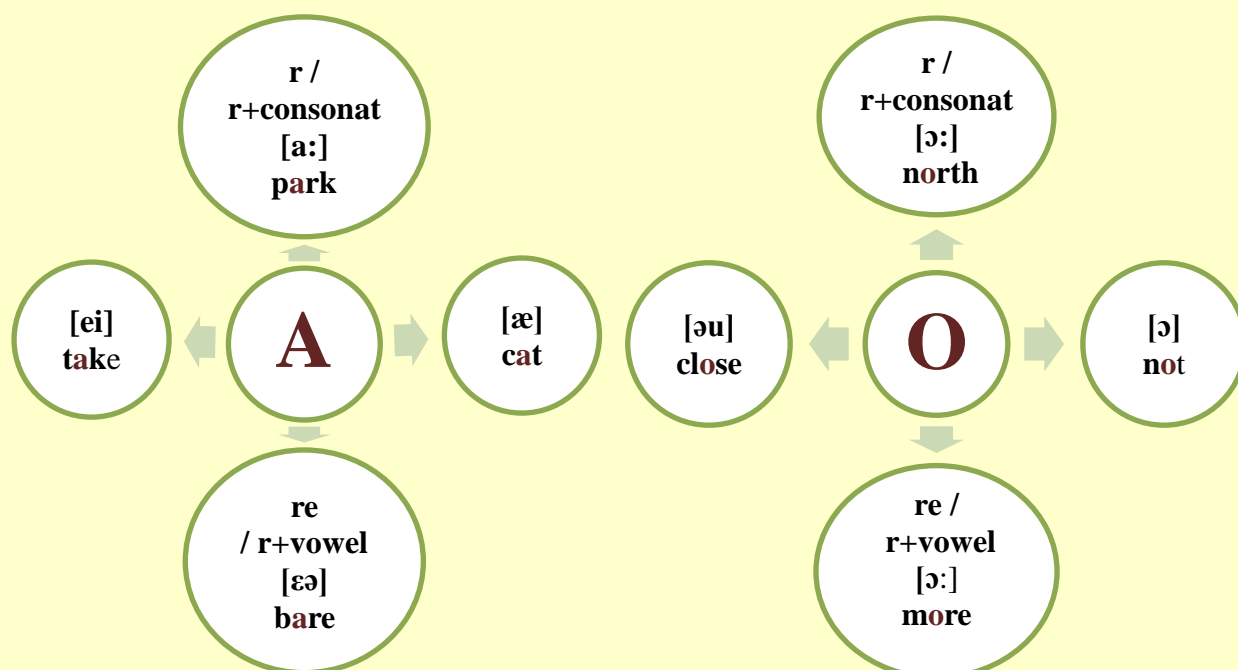 r /
r+consonat
[a:]
park
[ei]
take
A
[æ]
cat
re
/ r+vowel
[ɛə]
bare
r /
r+consonat
[ɔ:]
north
[əu]
close
O
[ɔ]
not
re /
r+vowel
[ɔ:]
more